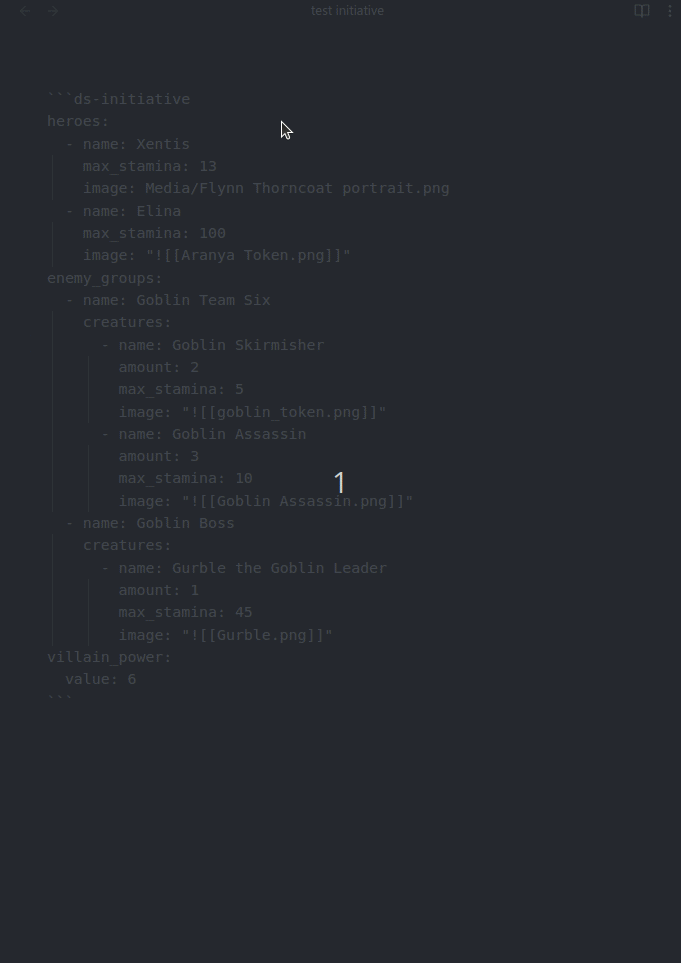 test initiative
```ds-initiative
heroes:
  - name: Xentis
    max_stamina: 13
    image: Media/Flynn Thorncoat portrait.png
  - name: Elina
    max_stamina: 100
    image: "![[Aranya Token.png]]"
enemy_groups:
  - name: Goblin Team Six
    creatures:
      - name: Goblin Skirmisher
        amount: 2
        max_stamina: 5
        image: "![[goblin_token.png]]"
      - name: Goblin Assassin
        amount: 3
        max_stamina: 10
1
        image: "![[Goblin Assassin.png]]"
  - name: Goblin Boss
    creatures:
      - name: Gurble the Goblin Leader
        amount: 1
        max_stamina: 45
        image: "![[Gurble.png]]"
villain_power:
  value: 6
```